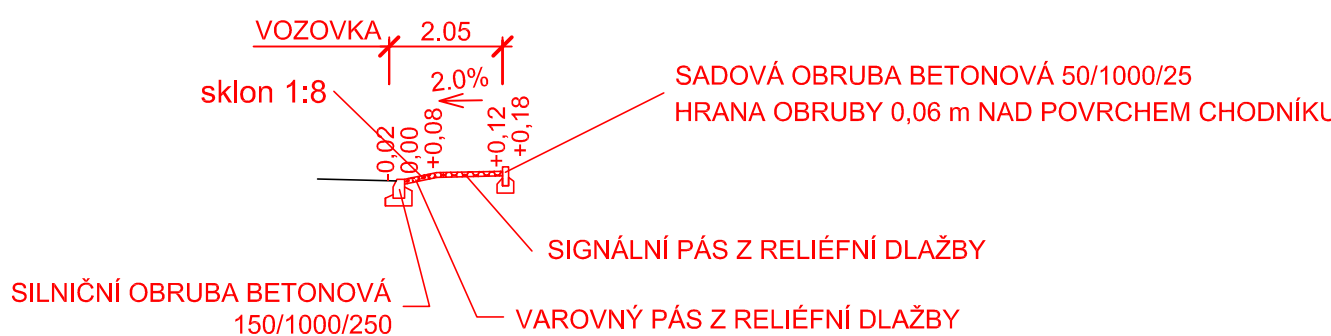 VOZOVKA 2.05
sklon 1:8
2.0%
-0,02
0,00
+0,08
+0,12
+0,18
SADOVÁ OBRUBA BETONOVÁ 50/1000/25
HRANA OBRUBY 0,06 m NAD POVRCHEM CHODNÍKU
SIGNÁLNÍ PÁS Z RELIÉFNÍ DLAŽBY
SILNIČNÍ OBRUBA BETONOVÁ
150/1000/250
VAROVNÝ PÁS Z RELIÉFNÍ DLAŽBY